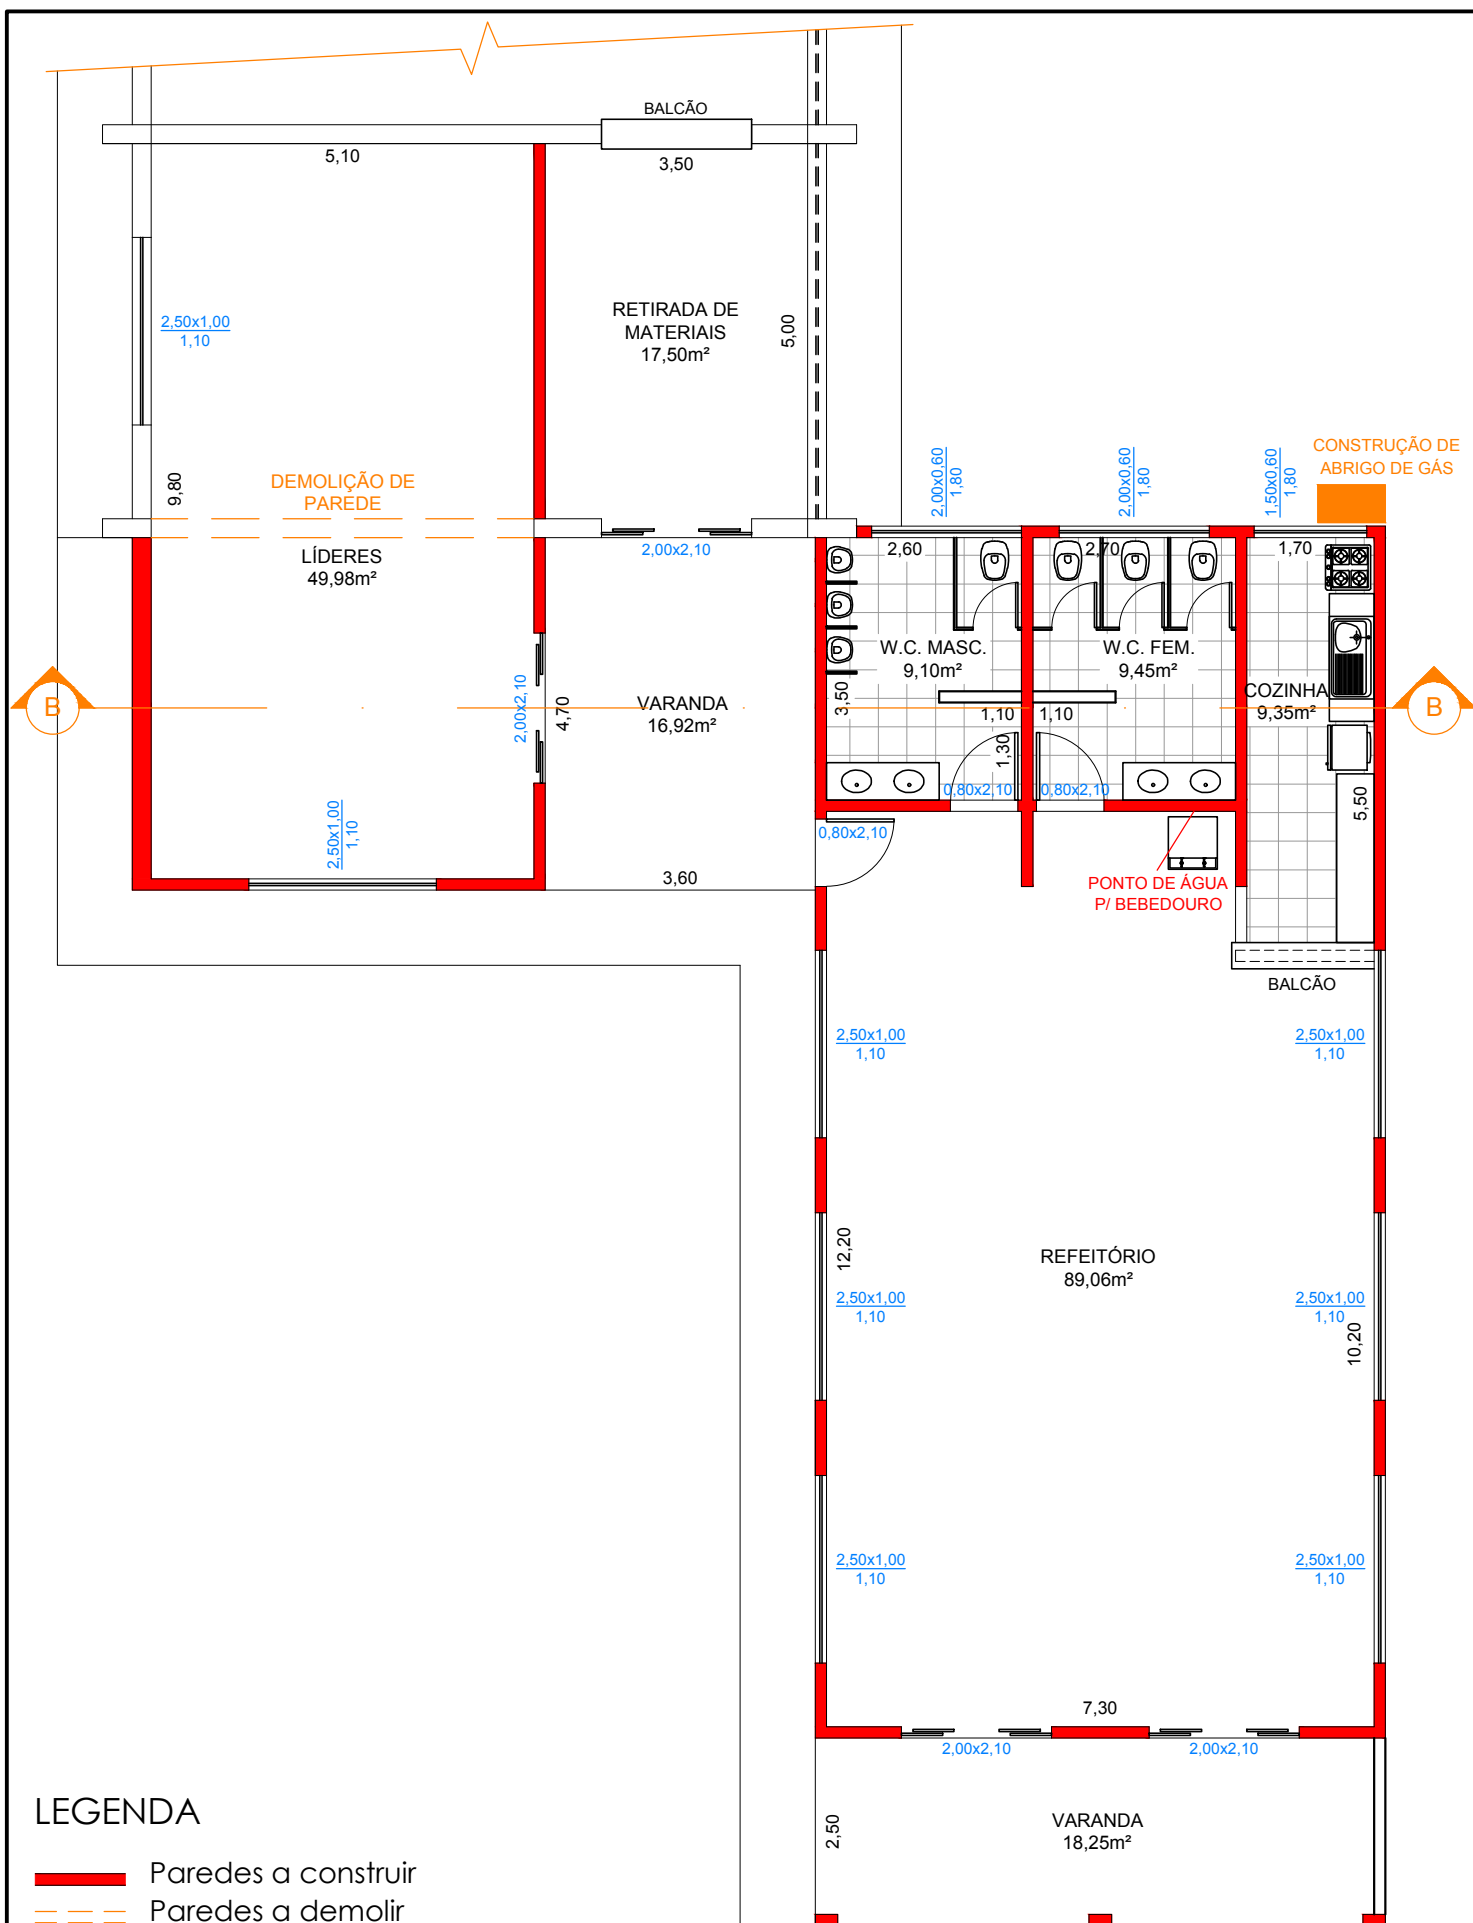 BALCÃO
5,10
3,50
RETIRADA DE
MATERIAIS
17,50m²
5,00
2,50x1,00
1,10
9,80
DEMOLIÇÃO DE
PAREDE
LÍDERES
49,98m²
2,00x2,10
2,00x0,60
1,80
2,00x0,60
1,80
1,50x0,60
1,80
CONSTRUÇÃO DE
ABRIGO DE GÁS
2,60
2,70
1,70
W.C. MASC.
9,10m²
W.C. FEM.
9,45m²
COZINHA
9,35m²
B
B
VARANDA
16,92m²
2,00x2,10
4,70
3,50
1,10
1,10
1,30
0,80x2,10
0,80x2,10
5,50
2,50x1,00
1,10
0,80x2,10
3,60
PONTO DE ÁGUA
P/ BEBEDOURO
BALCÃO
2,50x1,00
1,10
2,50x1,00
1,10
12,20
REFEITÓRIO
89,06m²
2,50x1,00
1,10
2,50x1,00
1,10
10,20
2,50x1,00
1,10
2,50x1,00
1,10
7,30
2,00x2,10
2,00x2,10
2,50
VARANDA
18,25m²
LEGENDA
Paredes a construir
Paredes a demolir